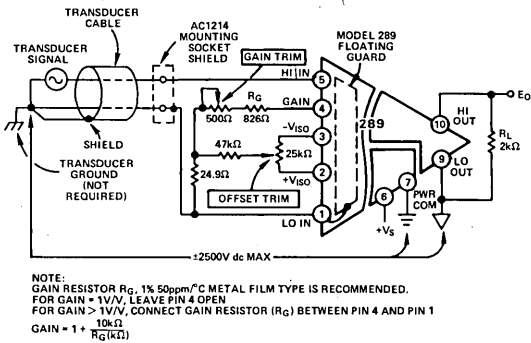 TRANSDUCER
CABLE
AC1214
MOUNTING
SOCKET
SHIELD
MODEL 289
FLOATING
GUARD
TRANSDUCER
SIGNAL
GAIN TRIM
HI IN
5
RG
GAIN
4
500Ω
826Ω
289
EO
10
HI
OUT
-VISO
3
47kΩ
25kΩ
RL
2kΩ
9
LO
OUT
SHIELD
24.9Ω
+VISO
2
7
PWR
COM
TRANSDUCER
GROUND
(NOT
REQUIRED)
OFFSET TRIM
6
LO IN
1
+VS
±2500V dc MAX
NOTE:
GAIN RESISTOR RG, 1% 50ppm/°C METAL FILM TYPE IS RECOMMENDED.
FOR GAIN = 1V/V, LEAVE PIN 4 OPEN
FOR GAIN > 1V/V, CONNECT GAIN RESISTOR (RG) BETWEEN PIN 4 AND PIN 1
GAIN = 1 + 10kΩ
RG(kΩ)